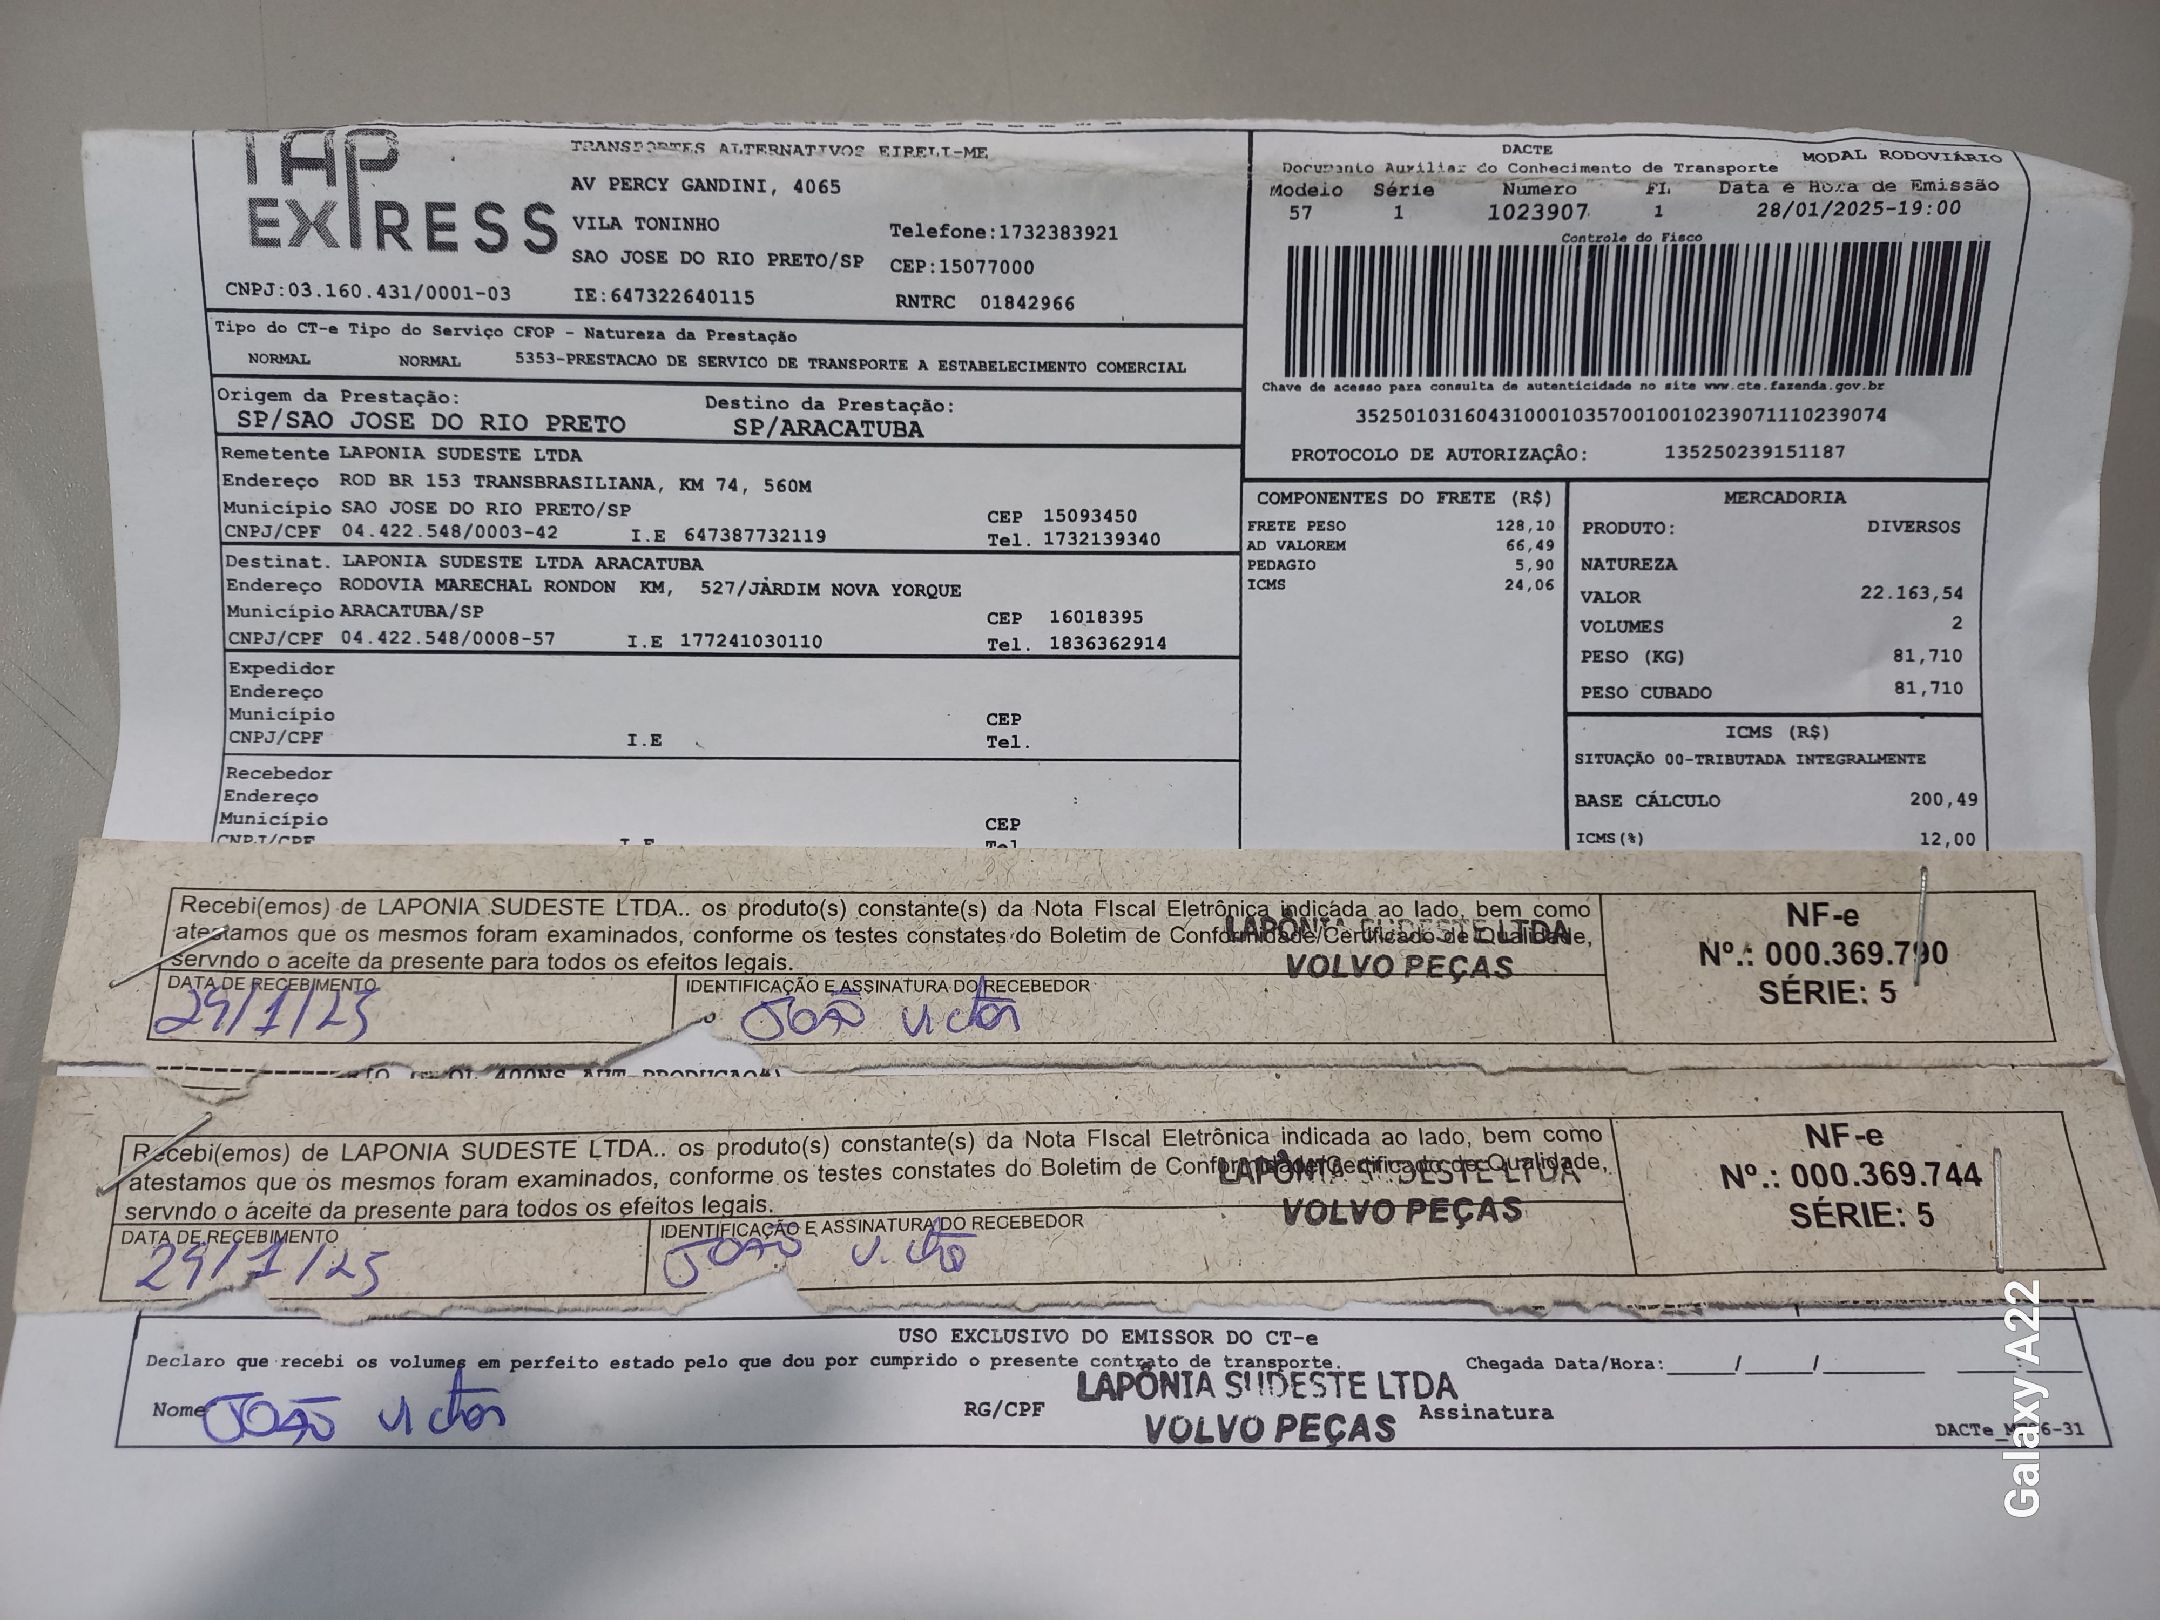 TAP
EXPRESS
TRANSPORTES ALTERNATIVOS EIRELI-ME
AV PERCY GANDINI, 4065
VILA TONINHO
Telefone:1732383921
SAO JOSE DO RIO PRETO/SP CEP:15077000
CNPJ:03.160.431/0001-03 IE:647322640115 RNTRC 01842966
DACTE
Documento Auxiliar do Conhecimento de Transporte MODAL RODOVIÁRIO
Modelo Série Numero FL Data e Hora de Emissão
57 1 1023907 1 28/01/2025-19:00
Controle do Fisco
Chave de acesso para consulta de autenticidade no site www.cte.fazenda.gov.br
35250103160431000103570010010239071110239074
PROTOCOLO DE AUTORIZAÇÂO: 135250239151187
Tipo do CT-e Tipo do Serviço CFOP - Natureza da Prestação
NORMAL NORMAL 5353-PRESTACAO DE SERVICO DE TRANSPORTE A ESTABELECIMENTO COMERCIAL
Origem da Prestação: Destino da Prestação:
SP/SAO JOSE DO RIO PRETO SP/ARACATUBA
Remetente LAPONIA SUDESTE LTDA
Endereço ROD BR 153 TRANSBRASILIANA, KM 74, 560M
Município SAO JOSE DO RIO PRETO/SP CEP 15093450
CNPJ/CPF 04.422.548/0003-42 I.E 647387732119 Tel. 1732139340
Destinat. LAPONIA SUDESTE LTDA ARACATUBA
Endereço RODOVIA MARECHAL RONDON KM, 527/JARDIM NOVA YORQUE
Município ARACATUBA/SP CEP 16018395
CNPJ/CPF 04.422.548/0008-57 I.E 177241030110 Tel. 1836362914
Expedidor
Endereço
Município CEP
CNPJ/CPF I.E Tel.
Recebedor
Endereço
Município CEP
CNPJ/CPF I.E Tel
COMPONENTES DO FRETE (R$)
FRETE PESO 128,10
AD VALOREM 66,49
PEDAGIO 5,90
ICMS 24,06
MERCADORIA
PRODUTO: DIVERSOS
NATUREZA
VALOR 22.163,54
VOLUMES 2
PESO (KG) 81,710
PESO CUBADO 81,710
ICMS (R$)
SITUAÇÃO 00-TRIBUTADA INTEGRALMENTE
BASE CÁLCULO 200,49
ICMS(%) 12,00
Recebi(emos) de LAPONIA SUDESTE LTDA.. os produto(s) constante(s) da Nota FIscal Eletrônica indicada ao lado, bem como
atestamos que os mesmos foram examinados, conforme os testes constates do Boletim de Conformidade/Certificado de Qualidade,
servndo o aceite da presente para todos os efeitos legais.
LAPÔNIA SUDESTE LTDA
VOLVO PEÇAS
DATA DE RECEBIMENTO IDENTIFICAÇÃO E ASSINATURA DO RECEBEDOR
29/1/25 JOÃO VICTOR
NF-e
Nº.: 000.369.790
SÉRIE: 5
Recebi(emos) de LAPONIA SUDESTE LTDA.. os produto(s) constante(s) da Nota FIscal Eletrônica indicada ao lado, bem como
atestamos que os mesmos foram examinados, conforme os testes constates do Boletim de Conformidade/Certificado de Qualidade,
servndo o aceite da presente para todos os efeitos legais.
LAPÔNIA SUDESTE LTDA
VOLVO PEÇAS
DATA DE RECEBIMENTO IDENTIFICAÇÃO E ASSINATURA DO RECEBEDOR
29/1/25 JOÃO
NF-e
Nº.: 000.369.744
SÉRIE: 5
USO EXCLUSIVO DO EMISSOR DO CT-e
Declaro que recebi os volumes em perfeito estado pelo que dou por cumprido o presente contrato de transporte. Chegada Data/Hora:____/____/______
LAPÔNIA SUDESTE LTDA
VOLVO PEÇAS
Nome JOÃO VICTOR RG/CPF Assinatura
Galaxy A22